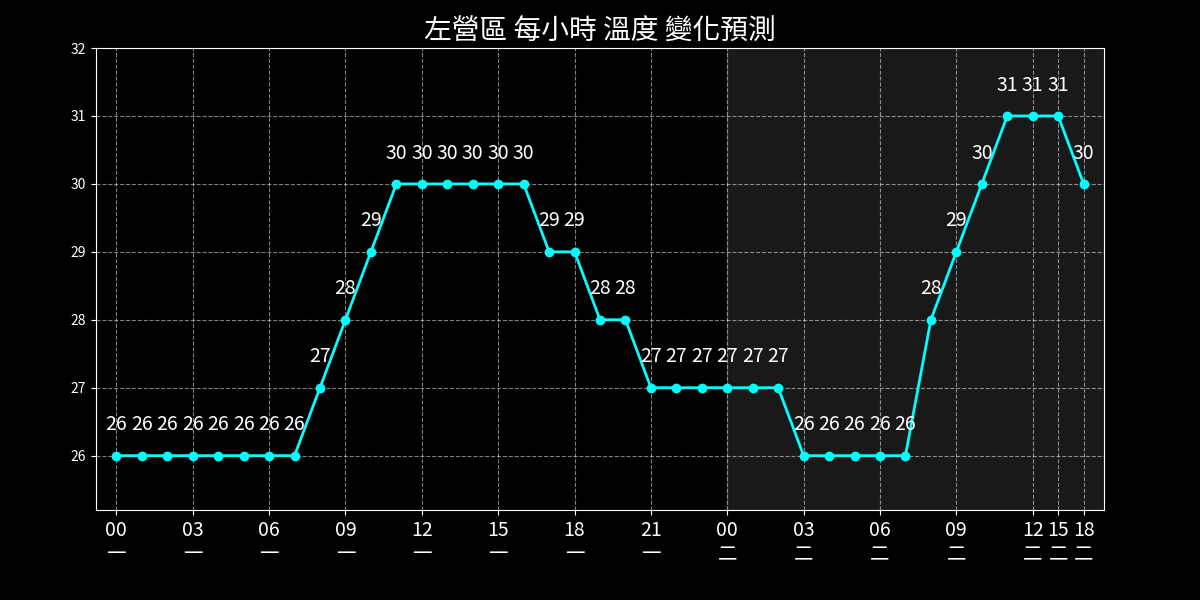 左營區 每小時 溫度 變化預測
32
31
30
29
28
27
26
31 31 31
30 30 30 30 30 30 30 30
29 29 29 29
28 28 28 28
27 27 27 27 27 27 27
26 26 26 26 26 26 26 26 26 26 26 26 26
00 03 06 09 12 15 18 21 00 03 06 09 12 15 18
一 一 一 一 一 一 一 一 二 二 二 二 二 二 二